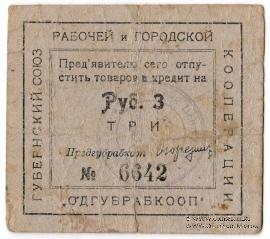 РАБОЧЕЙ и ГОРОДСКОЙ
ГУБЕРНСКИЙ СОЮЗ
КООПЕРАЦИИ
Пред'явителю сего отпу-
стить товаров в кредит на
Руб. 3
ТРИ
Предгубрабкооп
№ 6642
"ОДГУБРАБКООП"